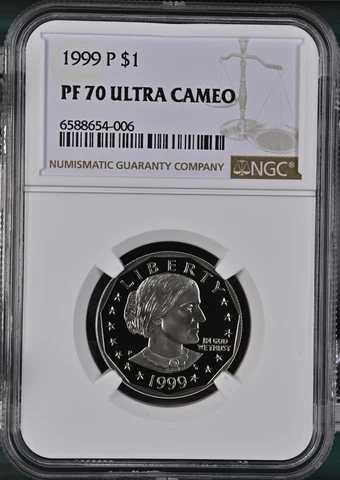 1999 P $1
PF 70 ULTRA CAMEO
6588654-006
NUMISMATIC GUARANTY COMPANY NGC®
LIBERTY
IN GOD
WE TRUST
P
1999